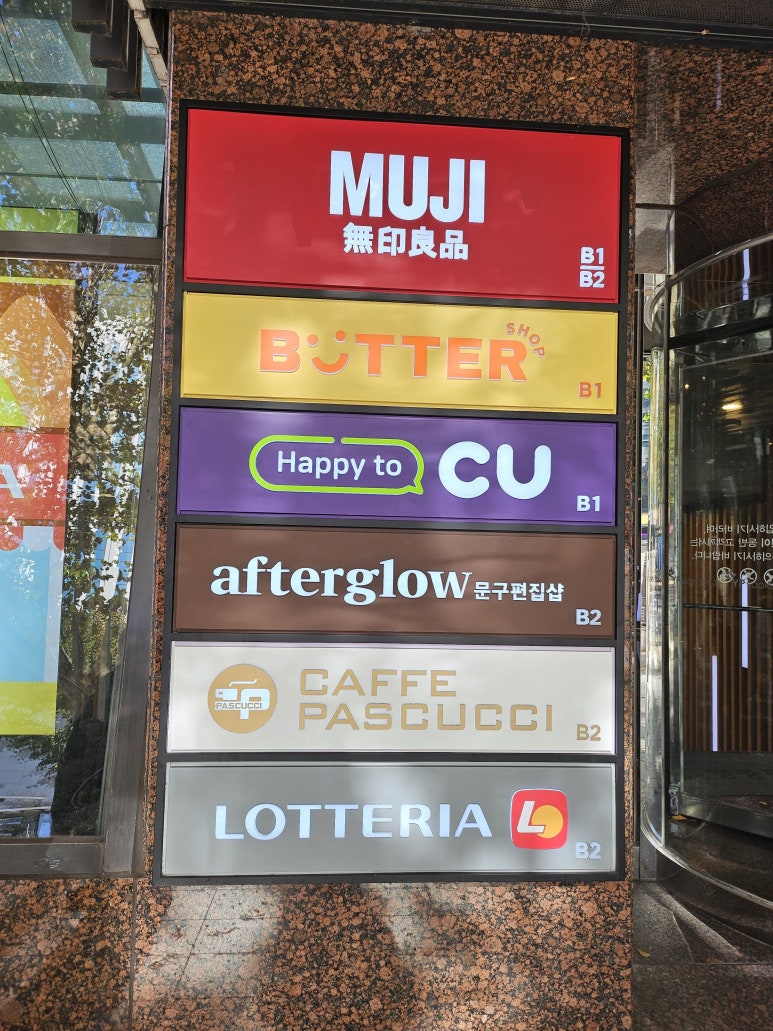 MUJI
無印良品
B1
B2
BUTTER SHOP
B1
Happy to CU
B1
afterglow 문구편집샵
B2
PASCUCCI
CAFFE
PASCUCCI
B2
LOTTERIA L
B2